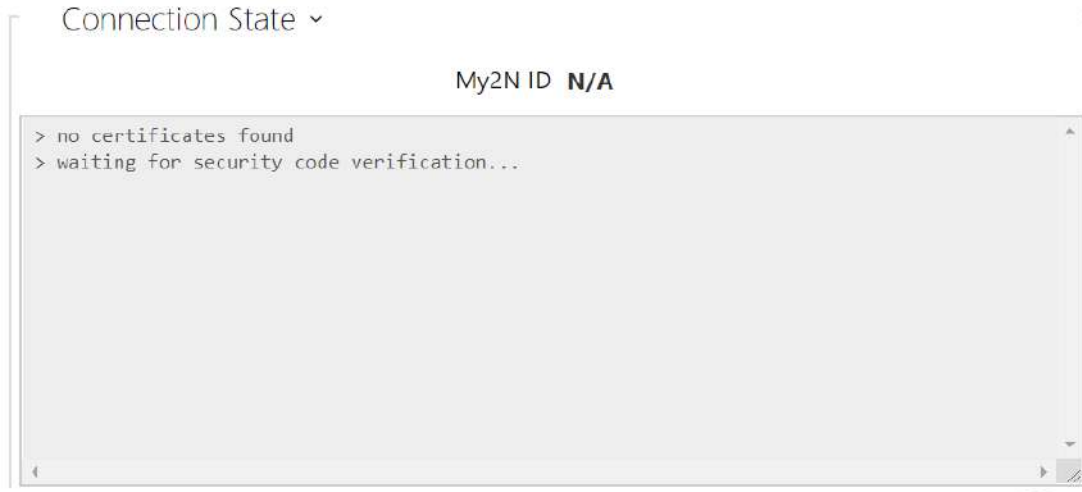 Connection State
My2N ID N/A
> no certificates found
> waiting for security code verification...